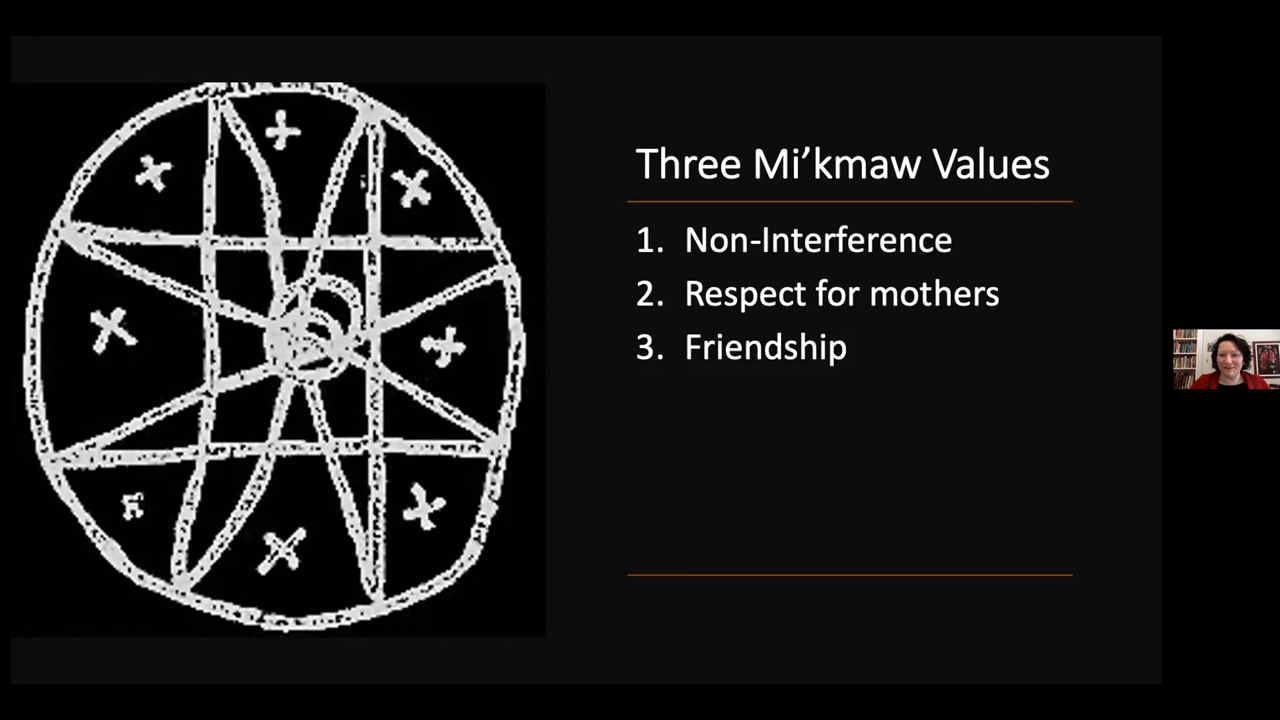 Three Mi’kmaw Values
1. Non-Interference
2. Respect for mothers
3. Friendship